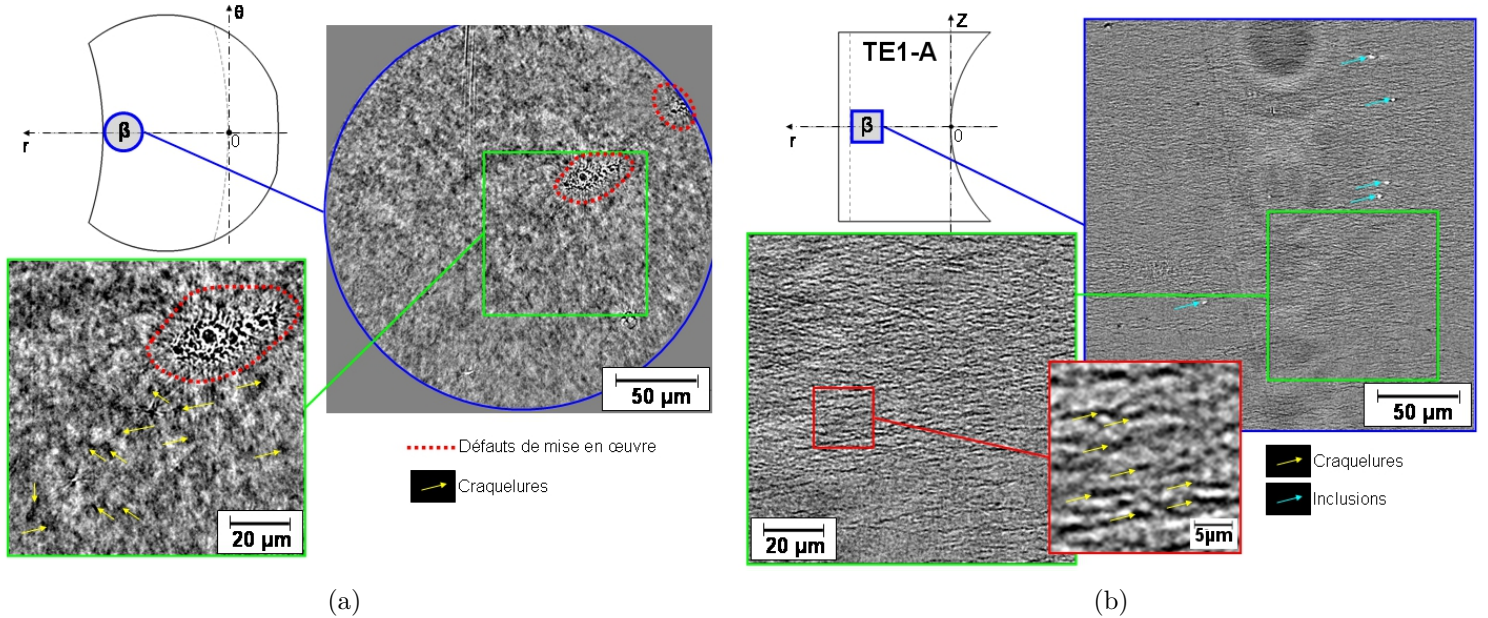 θ
r
β
0
50 µm
20 µm
Défauts de mise en œuvre
Craquelures
(a)
Z
TE1-A
r
β
0
50 µm
20 µm
5µm
Craquelures
Inclusions
(b)